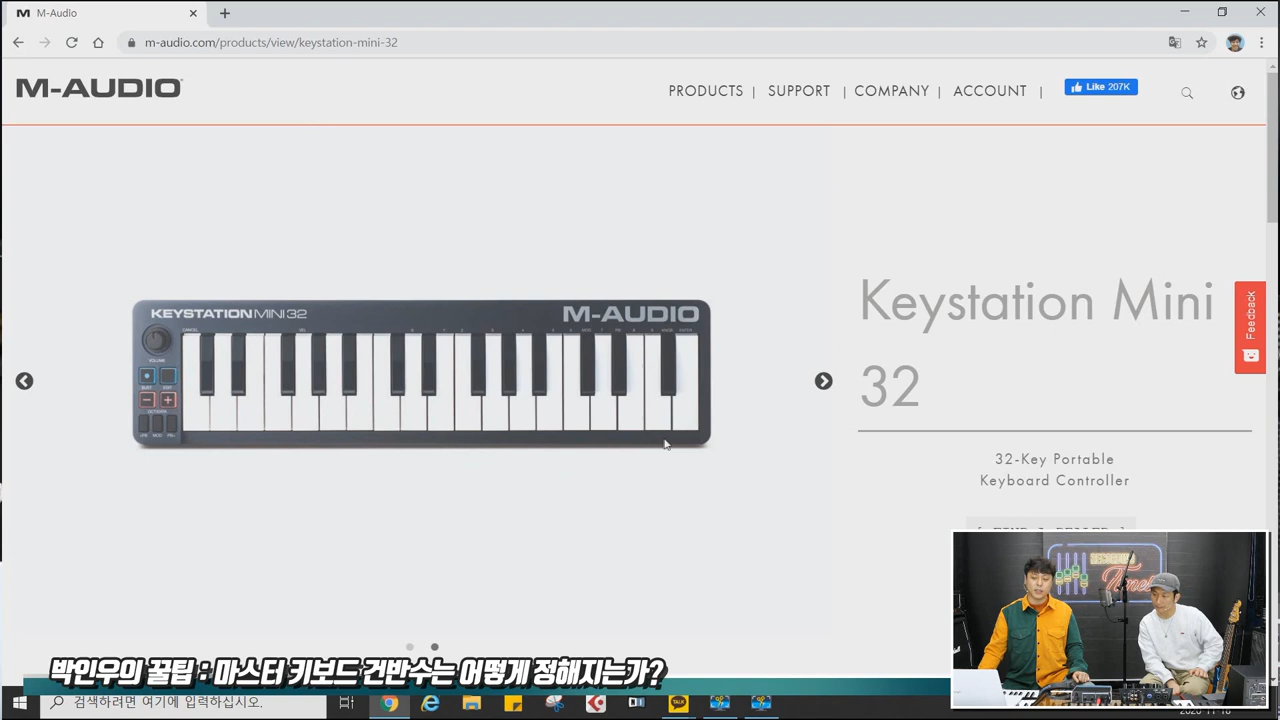 M-Audio
m-audio.com/products/view/keystation-mini-32
M-AUDIO
PRODUCTS | SUPPORT | COMPANY | ACCOUNT |
Like 207K
KEYSTATION MINI 32
M-AUDIO
VOLUME
Keystation Mini
32
Feedback
32-Key Portable
Keyboard Controller
박인우의 꿀팁 : 마스터 키보드 건반수는 어떻게 정해지는가?
검색하려면 여기에 입력하십시오.
TALK